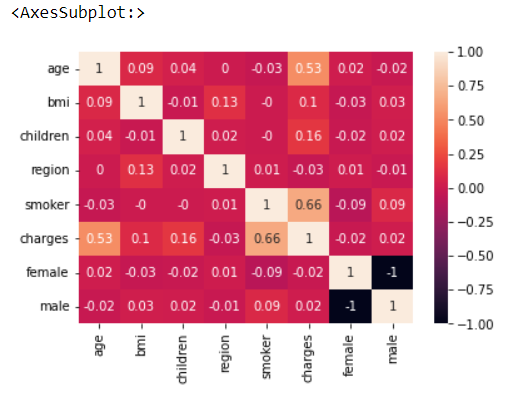 <AxesSubplot:>
1.00
age 1 0.09 0.04 0 -0.03 0.53 0.02 -0.02
0.75
bmi 0.09 1 -0.01 0.13 -0 0.1 -0.03 0.03
0.50
children 0.04 -0.01 1 0.02 -0 0.16 -0.02 0.02
0.25
region 0 0.13 0.02 1 0.01 -0.03 0.01 -0.01
0.00
smoker -0.03 -0 -0 0.01 1 0.66 -0.09 0.09
−0.25
charges 0.53 0.1 0.16 -0.03 0.66 1 -0.02 0.02
−0.50
female 0.02 -0.03 -0.02 0.01 -0.09 -0.02 1 -1
−0.75
male -0.02 0.03 0.02 -0.01 0.09 0.02 -1 1
−1.00
age bmi children region smoker charges female male